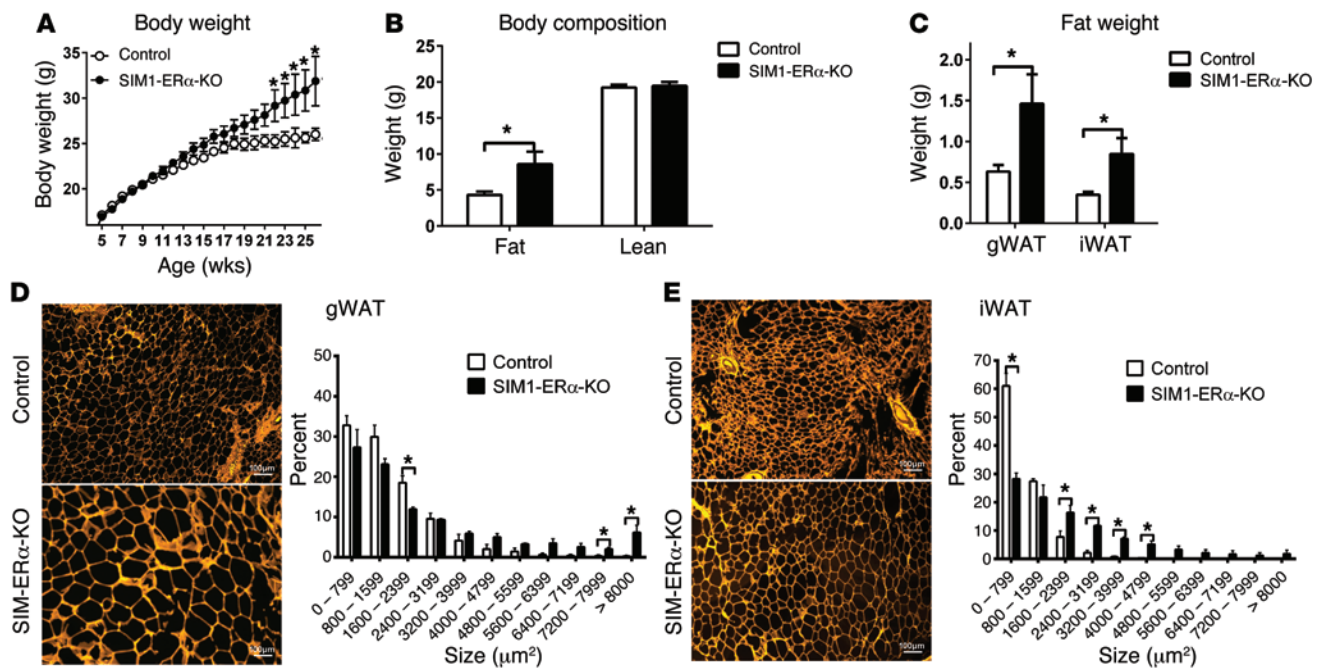 A
Body weight
Control
SIM1-ERα-KO
Body weight (g)
35
30
25
20
* * * * *
5 7 9 11 13 15 17 19 21 23 25
Age (wks)
B
Body composition
Control
SIM1-ERα-KO
Weight (g)
25
20
15
10
5
0
*
Fat Lean
C
Fat weight
Control
SIM1-ERα-KO
Weight (g)
2.0
1.5
1.0
0.5
0.0
* *
gWAT iWAT
D
Control
SIM-ERα-KO
100µm
100µm
gWAT
Control
SIM1-ERα-KO
Percent
50
40
30
20
10
0
* * *
0 – 799
800 – 1599
1600 – 2399
2400 – 3199
3200 – 3999
4000 – 4799
4800 – 5599
5600 – 6399
6400 – 7199
7200 – 7999
> 8000
Size (µm²)
E
Control
SIM-ERα-KO
100µm
100µm
iWAT
Control
SIM1-ERα-KO
Percent
70
60
50
40
30
20
10
0
* * * * *
0 – 799
800 – 1599
1600 – 2399
2400 – 3199
3200 – 3999
4000 – 4799
4800 – 5599
5600 – 6399
6400 – 7199
7200 – 7999
> 8000
Size (µm²)